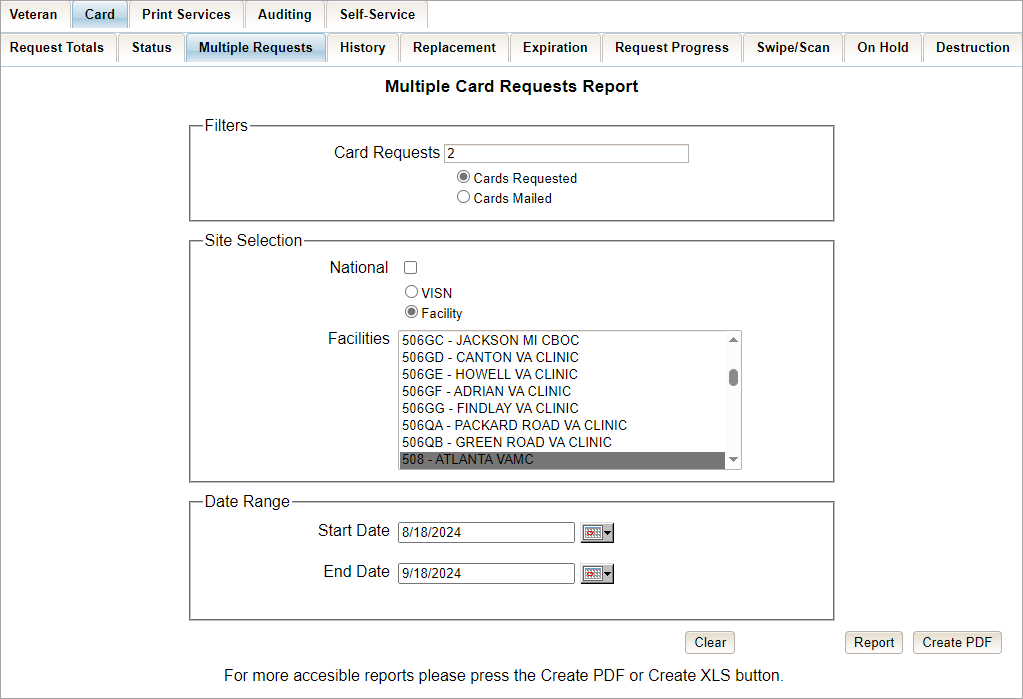 Veteran Card Print Services Auditing Self-Service
Request Totals Status Multiple Requests History Replacement Expiration Request Progress Swipe/Scan On Hold Destruction
Multiple Card Requests Report
Filters
Card Requests 2
Cards Requested
Cards Mailed
Site Selection
National
VISN
Facility
Facilities 506GC - JACKSON MI CBOC
506GD - CANTON VA CLINIC
506GE - HOWELL VA CLINIC
506GF - ADRIAN VA CLINIC
506GG - FINDLAY VA CLINIC
506QA - PACKARD ROAD VA CLINIC
506QB - GREEN ROAD VA CLINIC
508 - ATLANTA VAMC
Date Range
Start Date 8/18/2024
End Date 9/18/2024
Clear Report Create PDF
For more accesible reports please press the Create PDF or Create XLS button.